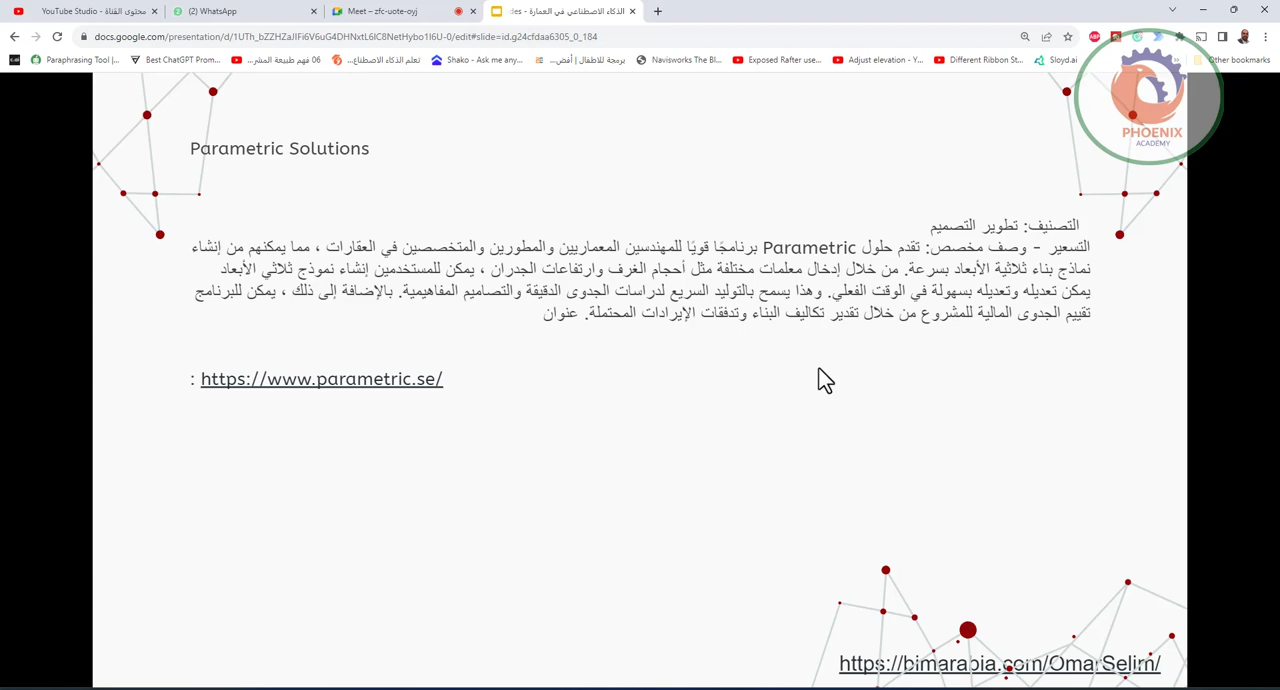 YouTube Studio - محتوى القناة
(2) WhatsApp
Meet – zfc-uote-oyj
الذكاء الاصطناعي في العمارة - des
docs.google.com/presentation/d/1UTh_bZZHZaJIFi6V6uG4DHNxtL6lC8NetHybo1I6U-0/edit#slide=id.g24cfdaa6305_0_184
Paraphrasing Tool |...
Best ChatGPT Prom...
06 فهم طبيعة المشر...
تعلم الذكاء الاصطناع...
Shako - Ask me any...
برمجة للاطفال | أفض...
Navisworks The Bl...
Exposed Rafter use...
Adjust elevation - Y...
Different Ribbon St...
Sloyd.ai
Other bookmarks
PHOENIX
ACADEMY
Parametric Solutions
التصنيف: تطوير التصميم
التسعير - وصف مخصص: تقدم حلول Parametric برنامجًا قويًا للمهندسين المعماريين والمطورين والمتخصصين في العقارات ، مما يمكنهم من إنشاء
نماذج بناء ثلاثية الأبعاد بسرعة. من خلال إدخال معلمات مختلفة مثل أحجام الغرف وارتفاعات الجدران ، يمكن للمستخدمين إنشاء نموذج ثلاثي الأبعاد
يمكن تعديله وتعديله بسهولة في الوقت الفعلي. وهذا يسمح بالتوليد السريع لدراسات الجدوى الدقيقة والتصاميم المفاهيمية. بالإضافة إلى ذلك ، يمكن للبرنامج
تقييم الجدوى المالية للمشروع من خلال تقدير تكاليف البناء وتدفقات الإيرادات المحتملة. عنوان
: https://www.parametric.se/
https://bimarabia.com/OmarSelim/